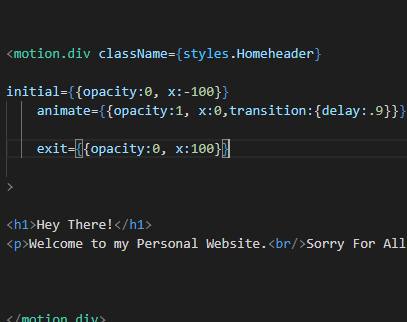 <motion.div className={styles.Homeheader}
initial={{opacity:0, x:-100}}
animate={{opacity:1, x:0,transition:{delay:.9}}}
exit={{opacity:0, x:100}}
>
<h1>Hey There!</h1>
<p>Welcome to my Personal Website.<br/>Sorry For All
</motion.div>